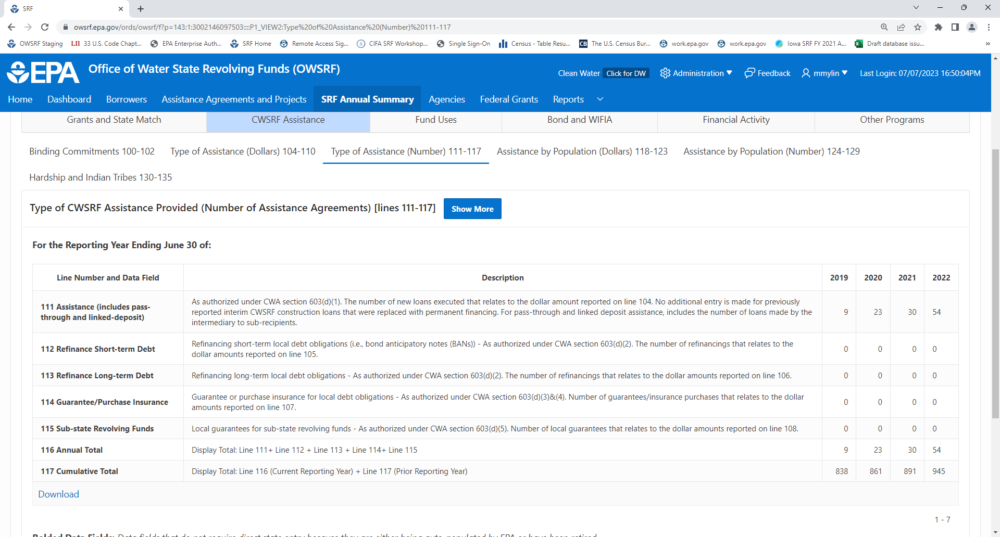 SRF
owsrf.epa.gov/ords/owsrf/f?p=143:1:3002146097503::::P1_VIEW2:Type%20of%20Assistance%20(Number)%20111-117
OWSRF Staging LII 33 U.S. Code Chapt... EPA Enterprise Auth... SRF Home Remote Access Sig... CIFA SRF Workshop... Single Sign-On Census - Table Resu... CB The U.S. Census Bur... work.epa.gov work.epa.gov Iowa SRF FY 2021 A... Draft database issu... »
EPA Office of Water State Revolving Funds (OWSRF)
Clean Water Click for DW Administration Feedback mmylin Last Login: 07/07/2023 16:50:04PM
Home Dashboard Borrowers Assistance Agreements and Projects SRF Annual Summary Agencies Federal Grants Reports
Grants and State Match CWSRF Assistance Fund Uses Bond and WIFIA Financial Activity Other Programs
Binding Commitments 100-102 Type of Assistance (Dollars) 104-110 Type of Assistance (Number) 111-117 Assistance by Population (Dollars) 118-123 Assistance by Population (Number) 124-129
Hardship and Indian Tribes 130-135
Type of CWSRF Assistance Provided (Number of Assistance Agreements) [lines 111-117] Show More
For the Reporting Year Ending June 30 of:
Line Number and Data Field Description 2019 2020 2021 2022
111 Assistance (includes pass-
through and linked-deposit)
As authorized under CWA section 603(d)(1). The number of new loans executed that relates to the dollar amount reported on line 104. No additional entry is made for previously
reported interim CWSRF construction loans that were replaced with permanent financing. For pass-through and linked deposit assistance, includes the number of loans made by the
intermediary to sub-recipients.
9 23 30 54
112 Refinance Short-term Debt
Refinancing short-term local debt obligations (i.e., bond anticipatory notes (BANs)) - As authorized under CWA section 603(d)(2). The number of refinancings that relates to the
dollar amounts reported on line 105.
0 0 0 0
113 Refinance Long-term Debt Refinancing long-term local debt obligations - As authorized under CWA section 603(d)(2). The number of refinancings that relates to the dollar amounts reported on line 106. 0 0 0 0
114 Guarantee/Purchase Insurance
Guarantee or purchase insurance for local debt obligations - As authorized under CWA section 603(d)(3)&(4). Number of guarantees/insurance purchases that relates to the dollar
amounts reported on line 107.
0 0 0 0
115 Sub-state Revolving Funds Local guarantees for sub-state revolving funds - As authorized under CWA section 603(d)(5). Number of local guarantees that relates to the dollar amounts reported on line 108. 0 0 0 0
116 Annual Total Display Total: Line 111+ Line 112 + Line 113 + Line 114+ Line 115 9 23 30 54
117 Cumulative Total Display Total: Line 116 (Current Reporting Year) + Line 117 (Prior Reporting Year) 838 861 891 945
Download
1 - 7
Bolded Data Fields: Data fields that do not require direct state entry because they are either being auto-populated by EPA or have been retired